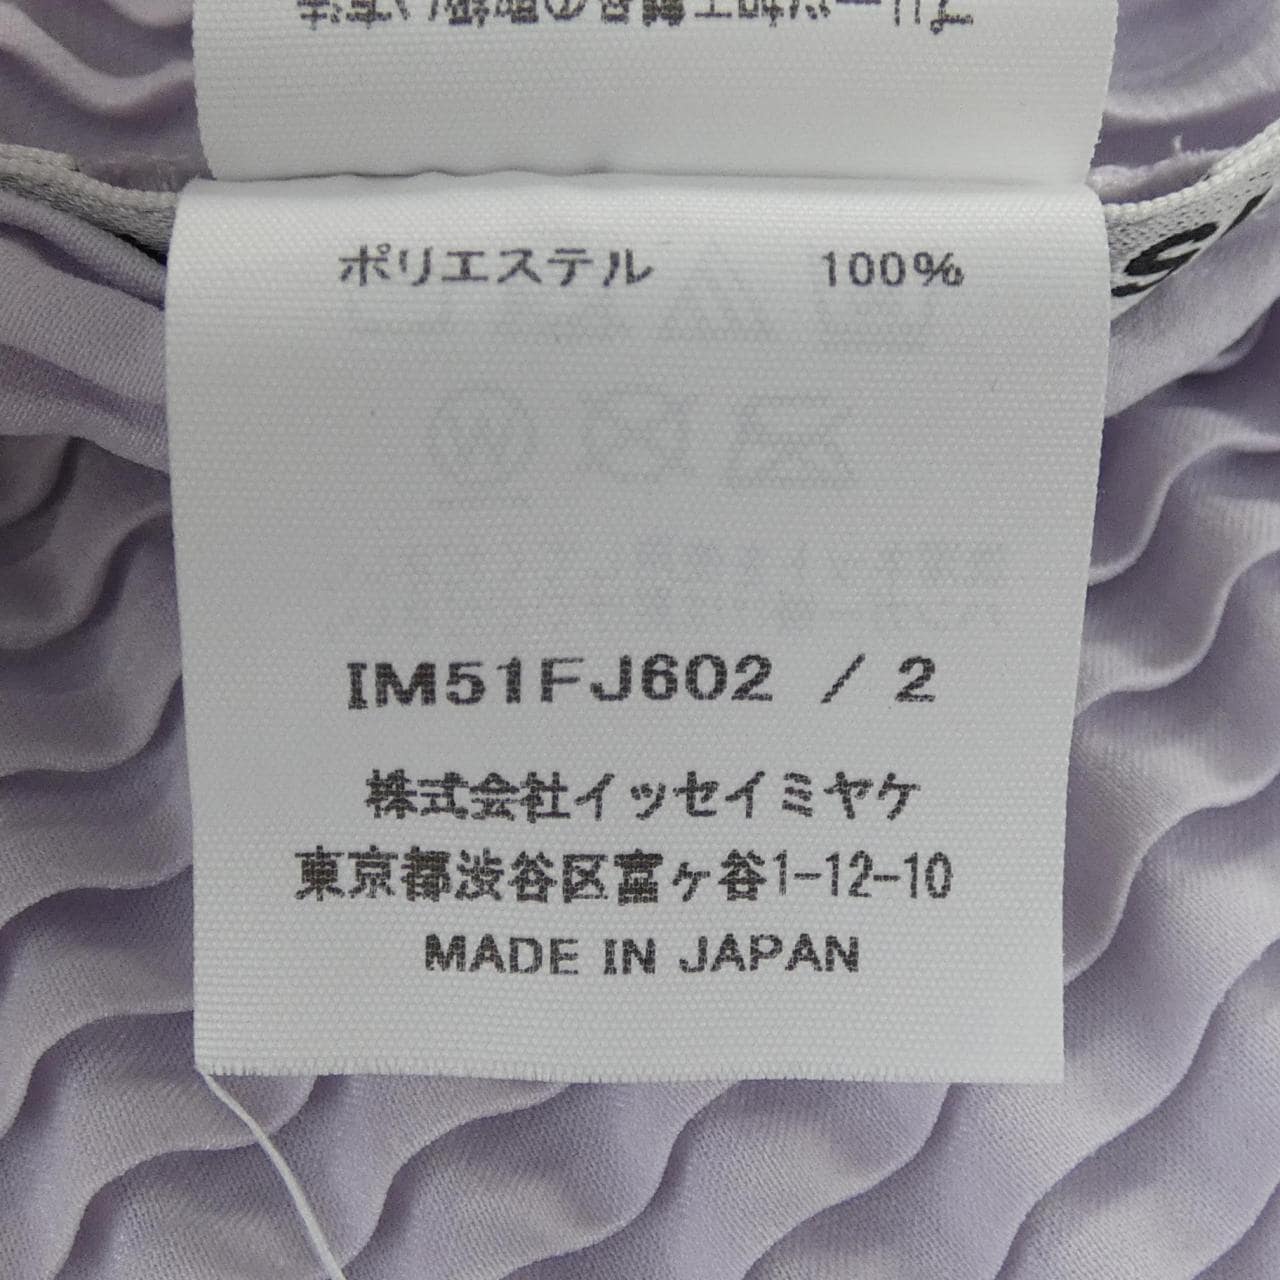 ポリエステル 100%
IM51FJ602 / 2
株式会社イッセイミヤケ
東京都渋谷区富ヶ谷1-12-10
MADE IN JAPAN